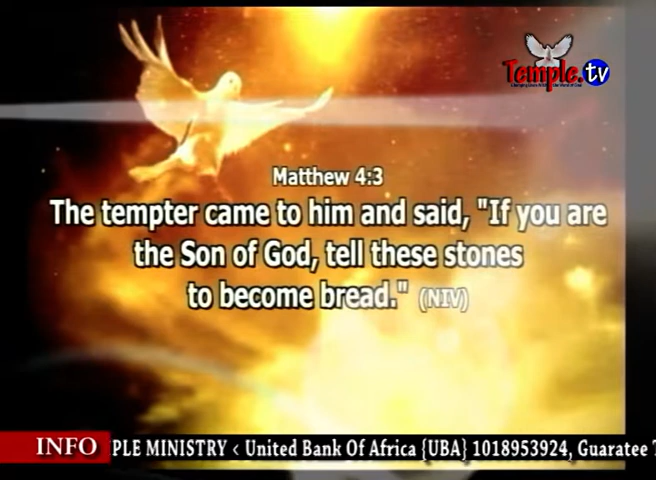 Temple.tv
Matthew 4:3
The tempter came to him and said, "If you are
the Son of God, tell these stones
to become bread." (NIV)
INFO
PLE MINISTRY < United Bank Of Africa {UBA} 1018953924, Guaratee T